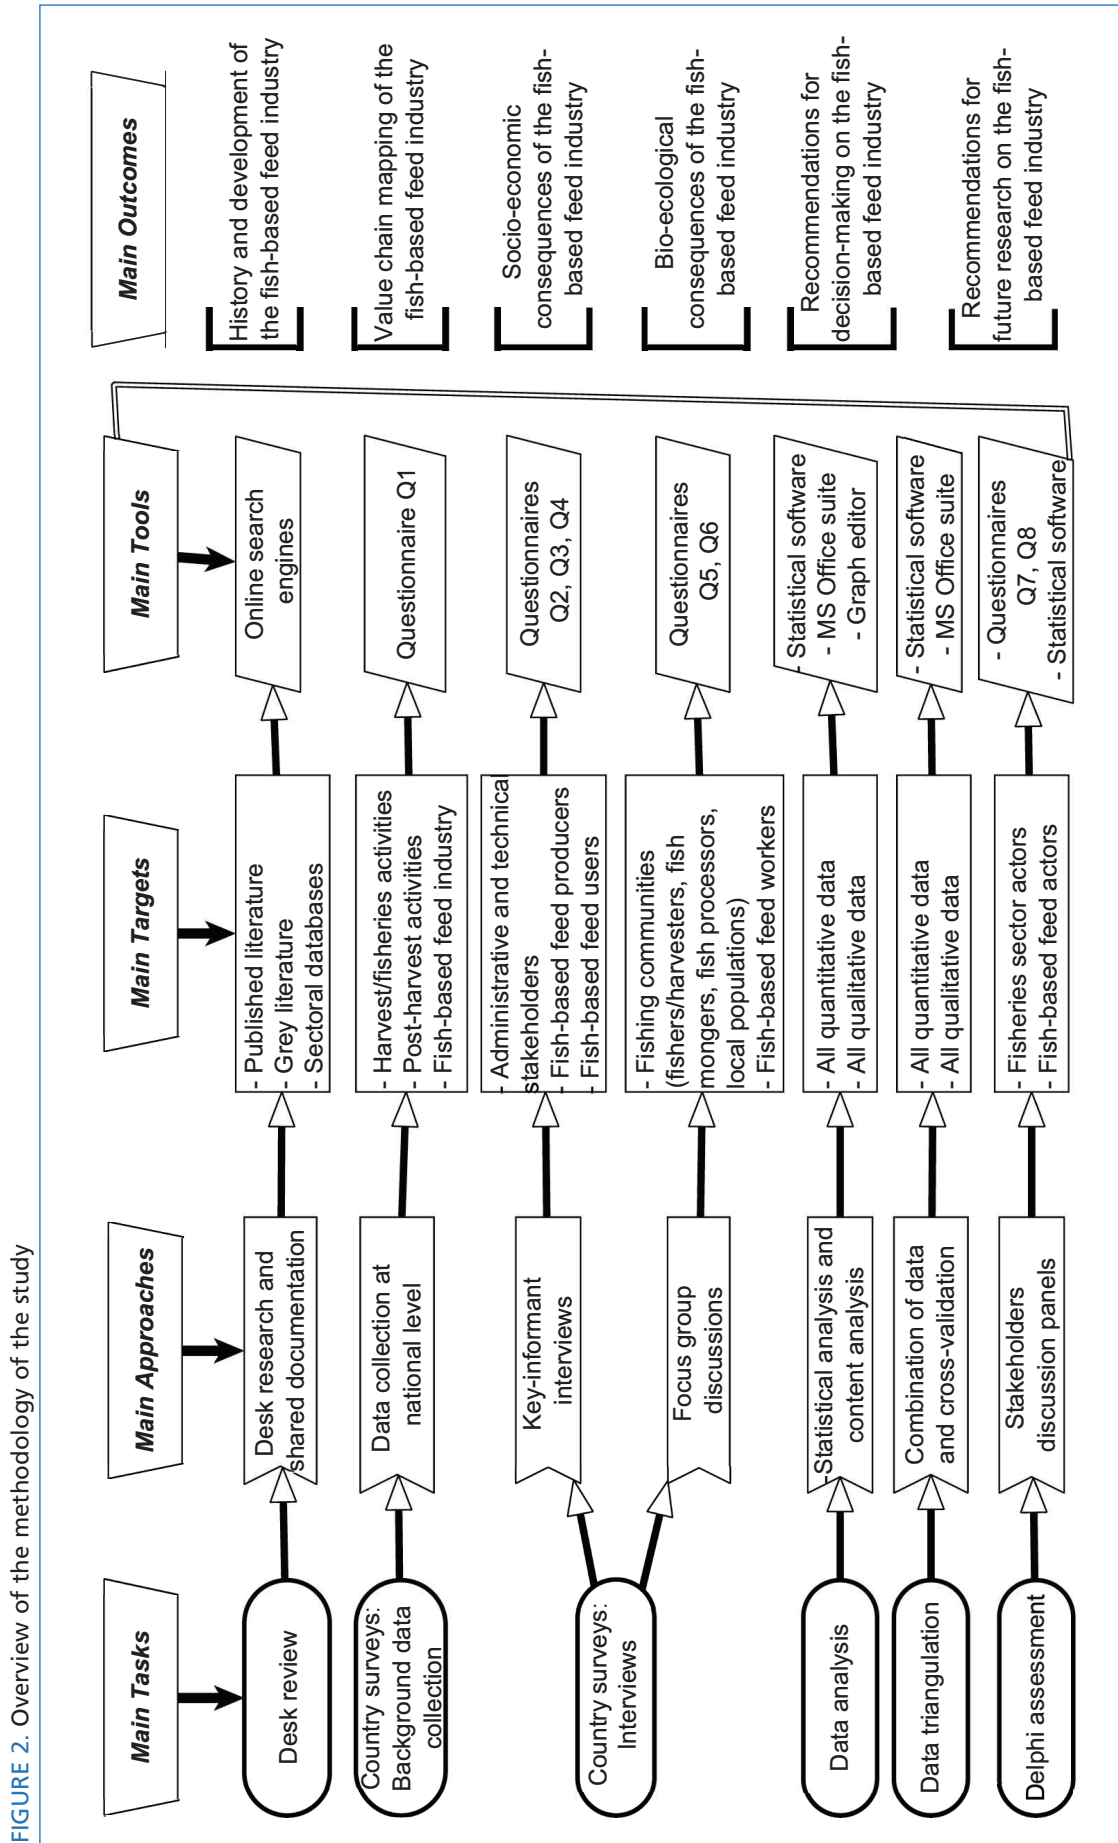 FIGURE 2. Overview of the methodology of the study
Main Tasks
Main Approaches
Main Targets
Main Tools
Main Outcomes
Desk review
Desk research and
shared documentation
- Published literature
- Grey literature
- Sectoral databases
Online search
engines
Country surveys:
Background data
collection
Data collection at
national level
- Harvest/fisheries activities
- Post-harvest activities
- Fish-based feed industry
Questionnaire Q1
Country surveys:
Interviews
Key-informant
interviews
- Administrative and technical
stakeholders
- Fish-based feed producers
- Fish-based feed users
Questionnaires
Q2, Q3, Q4
Focus group
discussions
- Fishing communities
(fishers/harvesters, fish
mongers, fish processors,
local populations)
- Fish-based feed workers
Questionnaires
Q5, Q6
Data analysis
-Statistical analysis and
content analysis
- All quantitative data
- All qualitative data
- Statistical software
- MS Office suite
- Graph editor
Data triangulation
Combination of data
and cross-validation
- All quantitative data
- All qualitative data
- Statistical software
- MS Office suite
Delphi assessment
Stakeholders
discussion panels
- Fisheries sector actors
- Fish-based feed actors
- Questionnaires
Q7, Q8
- Statistical software
History and development of
the fish-based feed industry
Value chain mapping of the
fish-based feed industry
Socio-economic
consequences of the fish-
based feed industry
Bio-ecological
consequences of the fish-
based feed industry
Recommendations for
decision-making on the fish-
based feed industry
Recommendations for
future research on the fish-
based feed industry